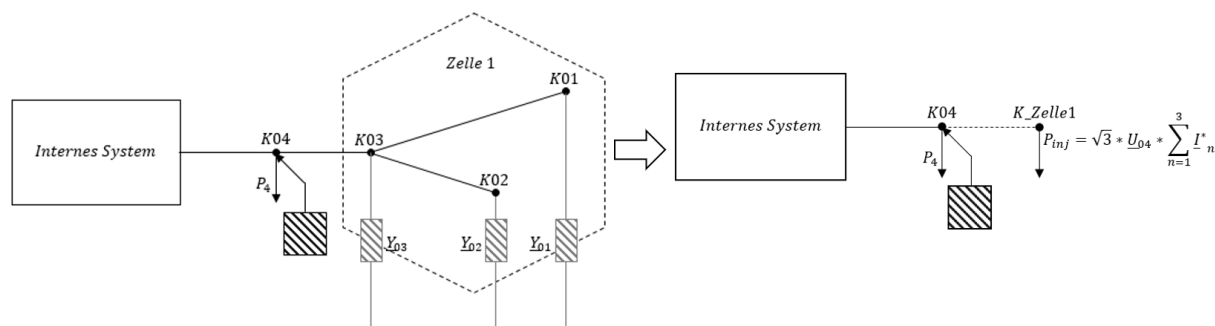 Zelle 1
K01
Internes System
K04
K03
P₄
K02
Y₀₃
Y₀₂
Y₀₁
Internes System
K04
K_Zelle1
P₄
P_inj = √3 * U₀₄ * ∑_{n=1}^{3} I*ₙ